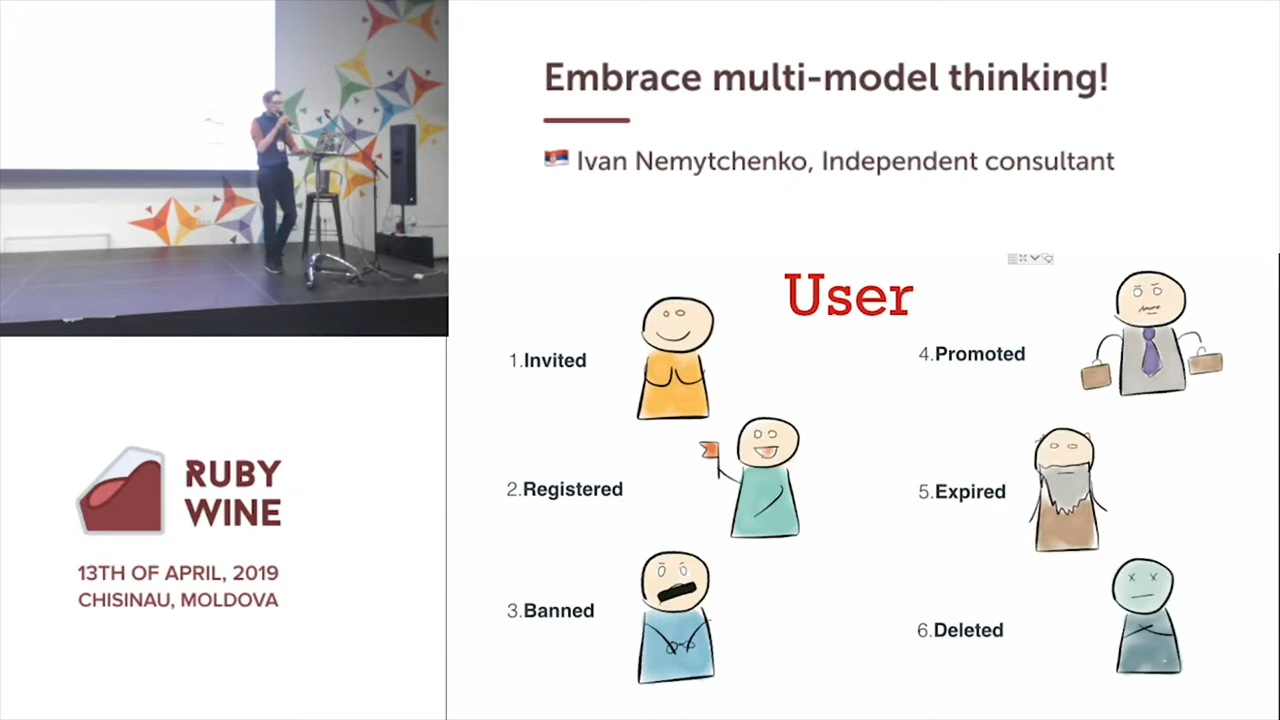 Embrace multi-model thinking!
Ivan Nemytchenko, Independent consultant
User
1.Invited
2.Registered
3.Banned
4.Promoted
5.Expired
6.Deleted
RUBY
WINE
13TH OF APRIL, 2019
CHISINAU, MOLDOVA